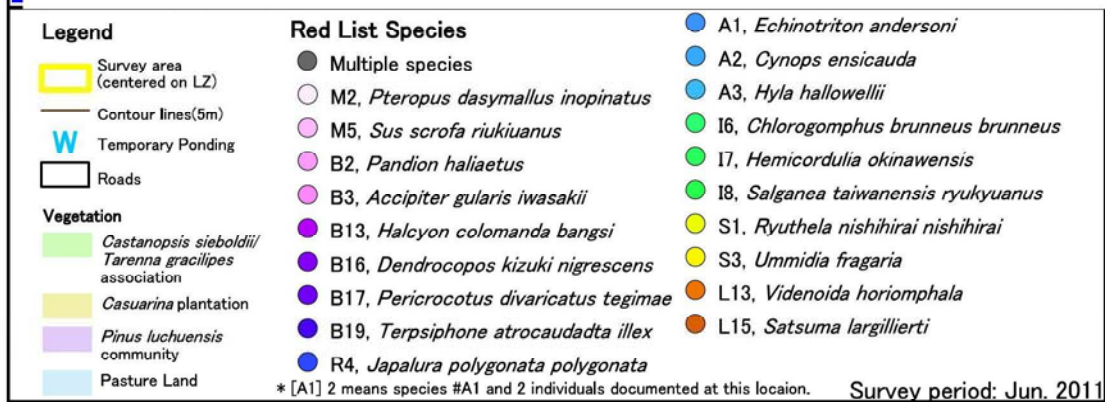 Legend
Survey area
(centered on LZ)
Contour lines(5m)
W Temporary Ponding
Roads
Vegetation
Castanopsis sieboldii/
Tarenna gracilipes
association
Casuarina plantation
Pinus luchuensis
community
Pasture Land
Red List Species
Multiple species
M2, Pteropus dasymallus inopinatus
M5, Sus scrofa riukiuanus
B2, Pandion haliaetus
B3, Accipiter gularis iwasakii
B13, Halcyon colomanda bangsi
B16, Dendrocopos kizuki nigrescens
B17, Pericrocotus divaricatus tegimae
B19, Terpsiphone atrocaudadta illex
R4, Japalura polygonata polygonata
A1, Echinotriton andersoni
A2, Cynops ensicauda
A3, Hyla hallowellii
I6, Chlorogomphus brunneus brunneus
I7, Hemicordulia okinawensis
I8, Salganea taiwanensis ryukyuanus
S1, Ryuthela nishihirai nishihirai
S3, Ummidia fragaria
L13, Videnoida horiomphala
L15, Satsuma largillierti
* [A1] 2 means species #A1 and 2 individuals documented at this locaion.
Survey period: Jun. 2011